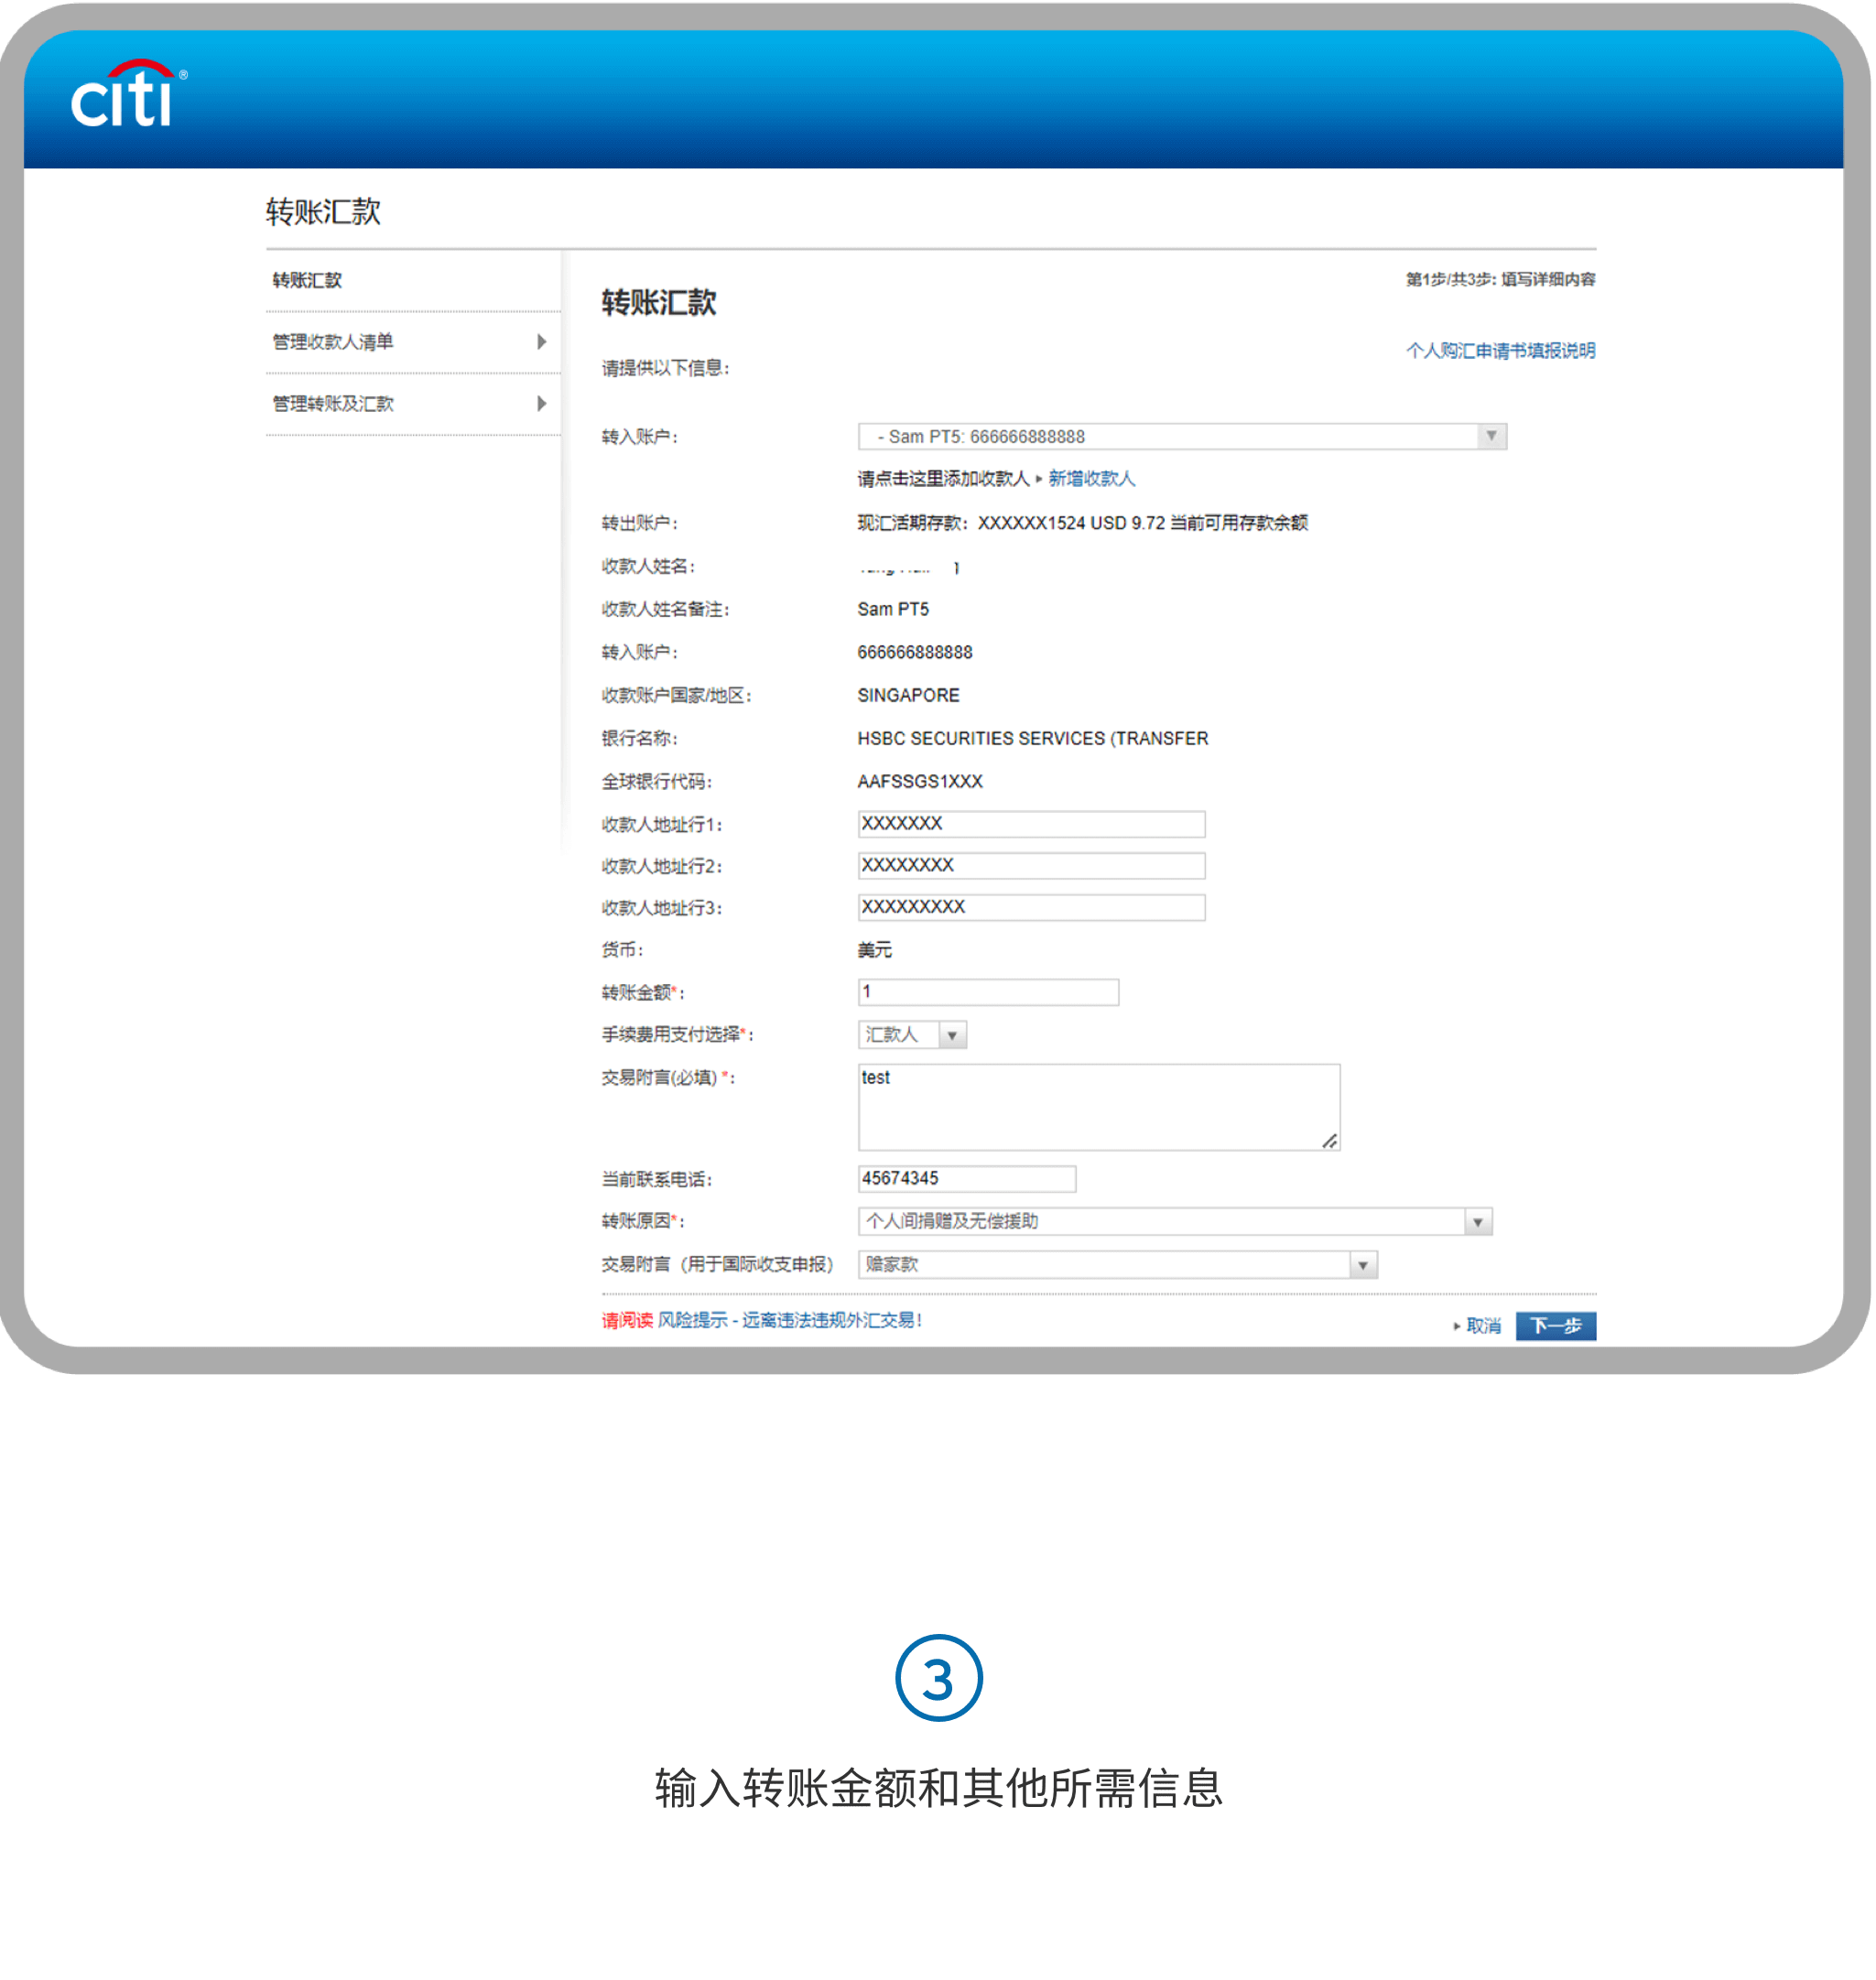 citi®
转账汇款
转账汇款
管理收款人清单
管理转账及汇款
第1步/共3步: 填写详细内容
转账汇款
个人购汇申请书填报说明
请提供以下信息:
转入账户: - Sam PT5: 666666888888
请点击这里添加收款人 新增收款人
转出账户: 现汇活期存款: XXXXXX1524 USD 9.72 当前可用存款余额
收款人姓名:
收款人姓名备注: Sam PT5
转入账户: 666666888888
收款账户国家/地区: SINGAPORE
银行名称: HSBC SECURITIES SERVICES (TRANSFER
全球银行代码: AAFSSGS1XXX
收款人地址行1: XXXXXXX
收款人地址行2: XXXXXXXX
收款人地址行3: XXXXXXXXX
货币: 美元
转账金额*: 1
手续费用支付选择*: 汇款人
交易附言(必填) *: test
当前联系电话: 45674345
转账原因*: 个人间捐赠及无偿援助
交易附言（用于国际收支申报） 赡家款
请阅读 风险提示 - 远离违法违规外汇交易!
取消 下一步
3
输入转账金额和其他所需信息